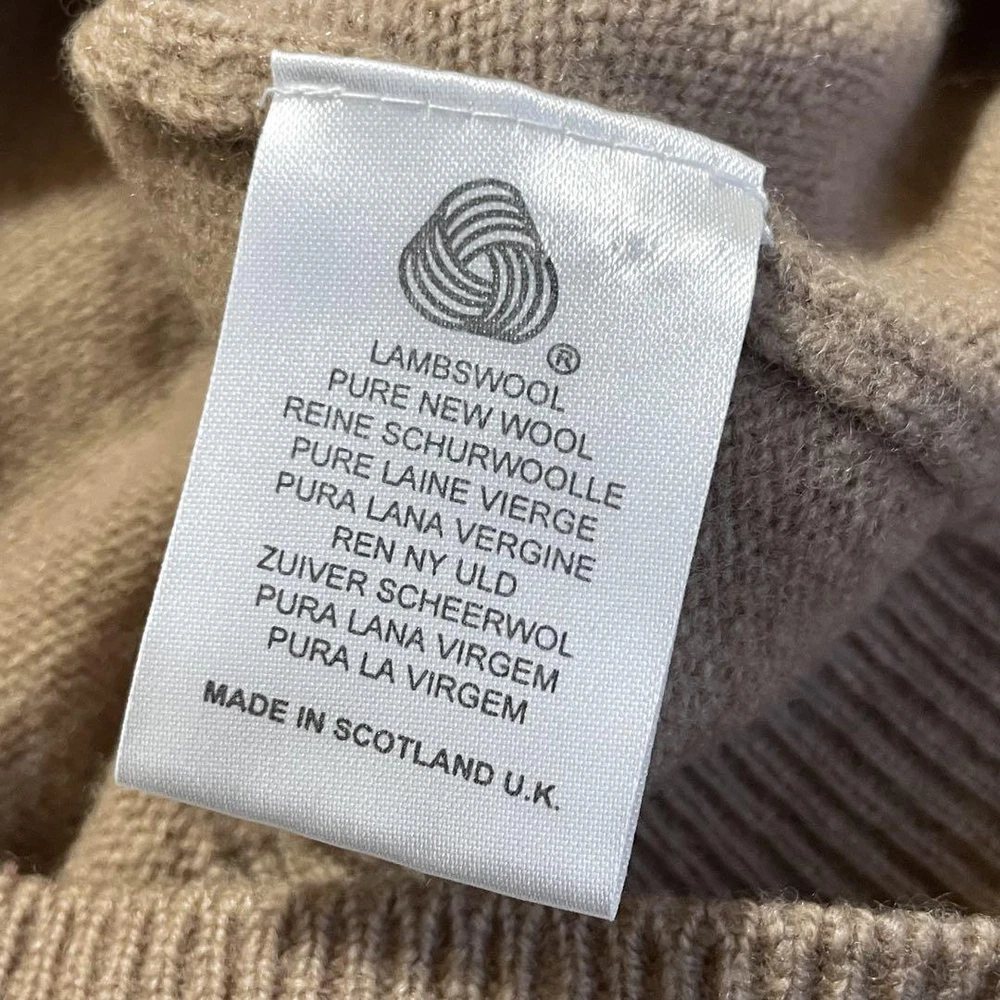 ®
LAMBSWOOL
PURE NEW WOOL
REINE SCHURWOOLLE
PURE LAINE VIERGE
PURA LANA VERGINE
REN NY ULD
ZUIVER SCHEERWOL
PURA LANA VIRGEM
PURA LA VIRGEM
MADE IN SCOTLAND U.K.